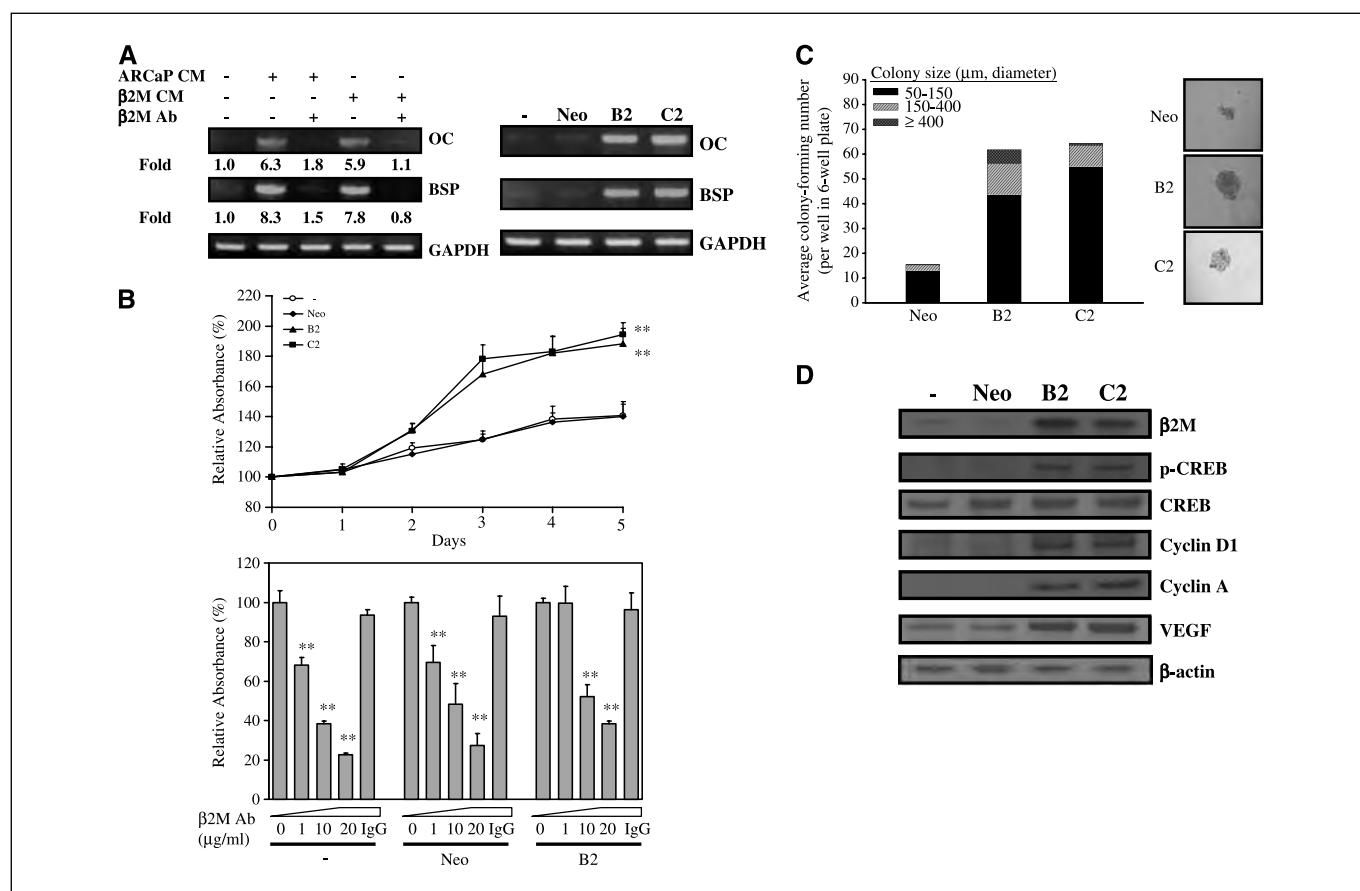 A
ARCaP CM - + + - -
β2M CM - - - + +
β2M Ab - - + - +
OC
Fold 1.0 6.3 1.8 5.9 1.1
BSP
Fold 1.0 8.3 1.5 7.8 0.8
GAPDH
- Neo B2 C2
OC
BSP
GAPDH
B
Relative Absorbance (%)
220
200
180
160
140
120
100
80
-
Neo
B2
C2
**
**
0 1 2 3 4 5
Days
Relative Absorbance (%)
120
100
80
60
40
20
0
** ** **
** ** **
** **
β2M Ab
(μg/ml)
0 1 10 20 IgG 0 1 10 20 IgG 0 1 10 20 IgG
- Neo B2
C
Average colony-forming number
(per well in 6-well plate)
90
80
70
60
50
40
30
20
10
0
Colony size (μm, diameter)
50-150
150-400
≥ 400
Neo B2 C2
Neo
B2
C2
D
- Neo B2 C2
β2M
p-CREB
CREB
Cyclin D1
Cyclin A
VEGF
β-actin